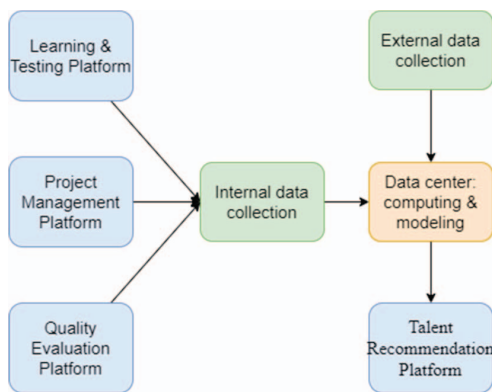 Learning &
Testing Platform
External data
collection
Project
Management
Platform
Internal data
collection
Data center:
computing &
modeling
Quality
Evaluation
Platform
Talent
Recommendation
Platform